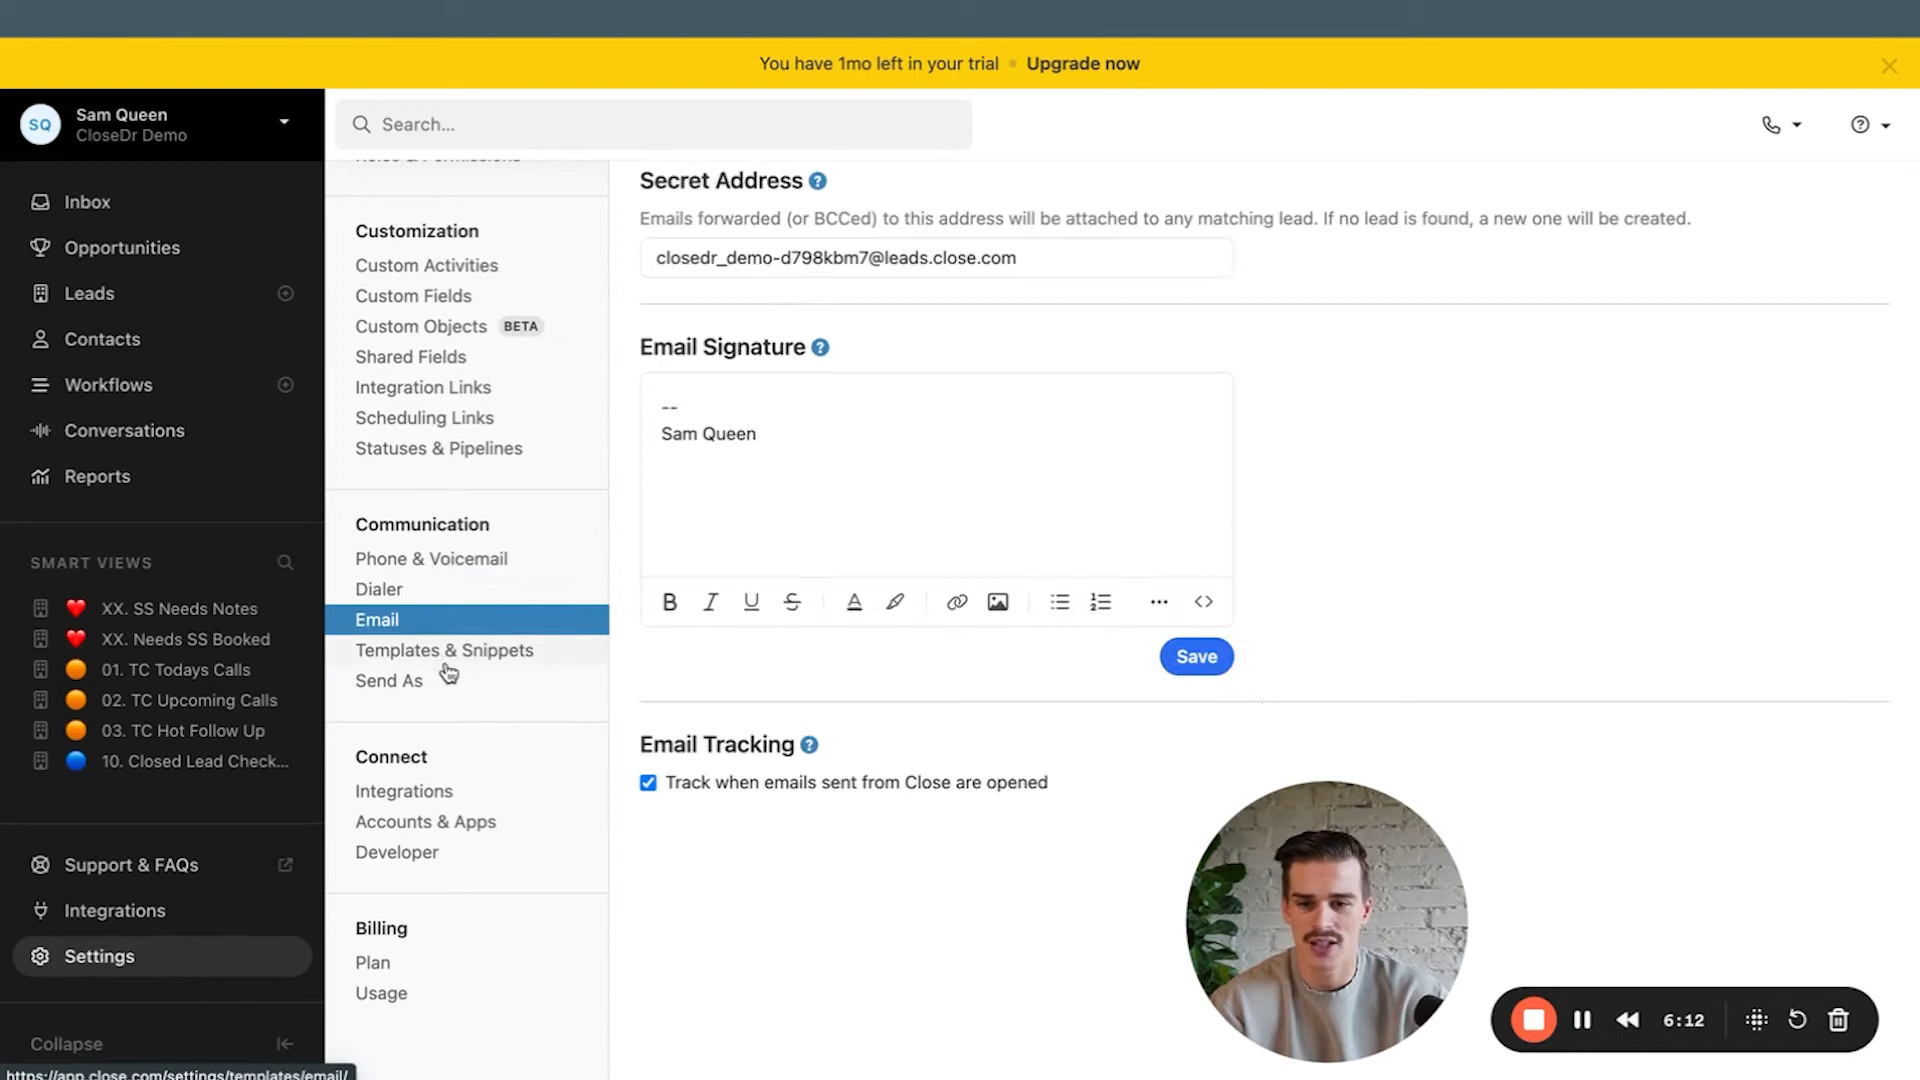 You have 1mo left in your trial • Upgrade now
SQ
Sam Queen
CloseDr Demo
Search...
Inbox
Opportunities
Leads
Contacts
Workflows
Conversations
Reports
SMART VIEWS
XX. SS Needs Notes
XX. Needs SS Booked
01. TC Todays Calls
02. TC Upcoming Calls
03. TC Hot Follow Up
10. Closed Lead Check...
Support & FAQs
Integrations
Settings
Collapse
https://app.close.com/settings/templates/email/
Roles & Permissions
Customization
Custom Activities
Custom Fields
Custom Objects BETA
Shared Fields
Integration Links
Scheduling Links
Statuses & Pipelines
Communication
Phone & Voicemail
Dialer
Email
Templates & Snippets
Send As
Connect
Integrations
Accounts & Apps
Developer
Billing
Plan
Usage
Secret Address ?
Emails forwarded (or BCCed) to this address will be attached to any matching lead. If no lead is found, a new one will be created.
closedr_demo-d798kbm7@leads.close.com
Email Signature ?
--
Sam Queen
B I U S A
Save
Email Tracking ?
Track when emails sent from Close are opened
6:12